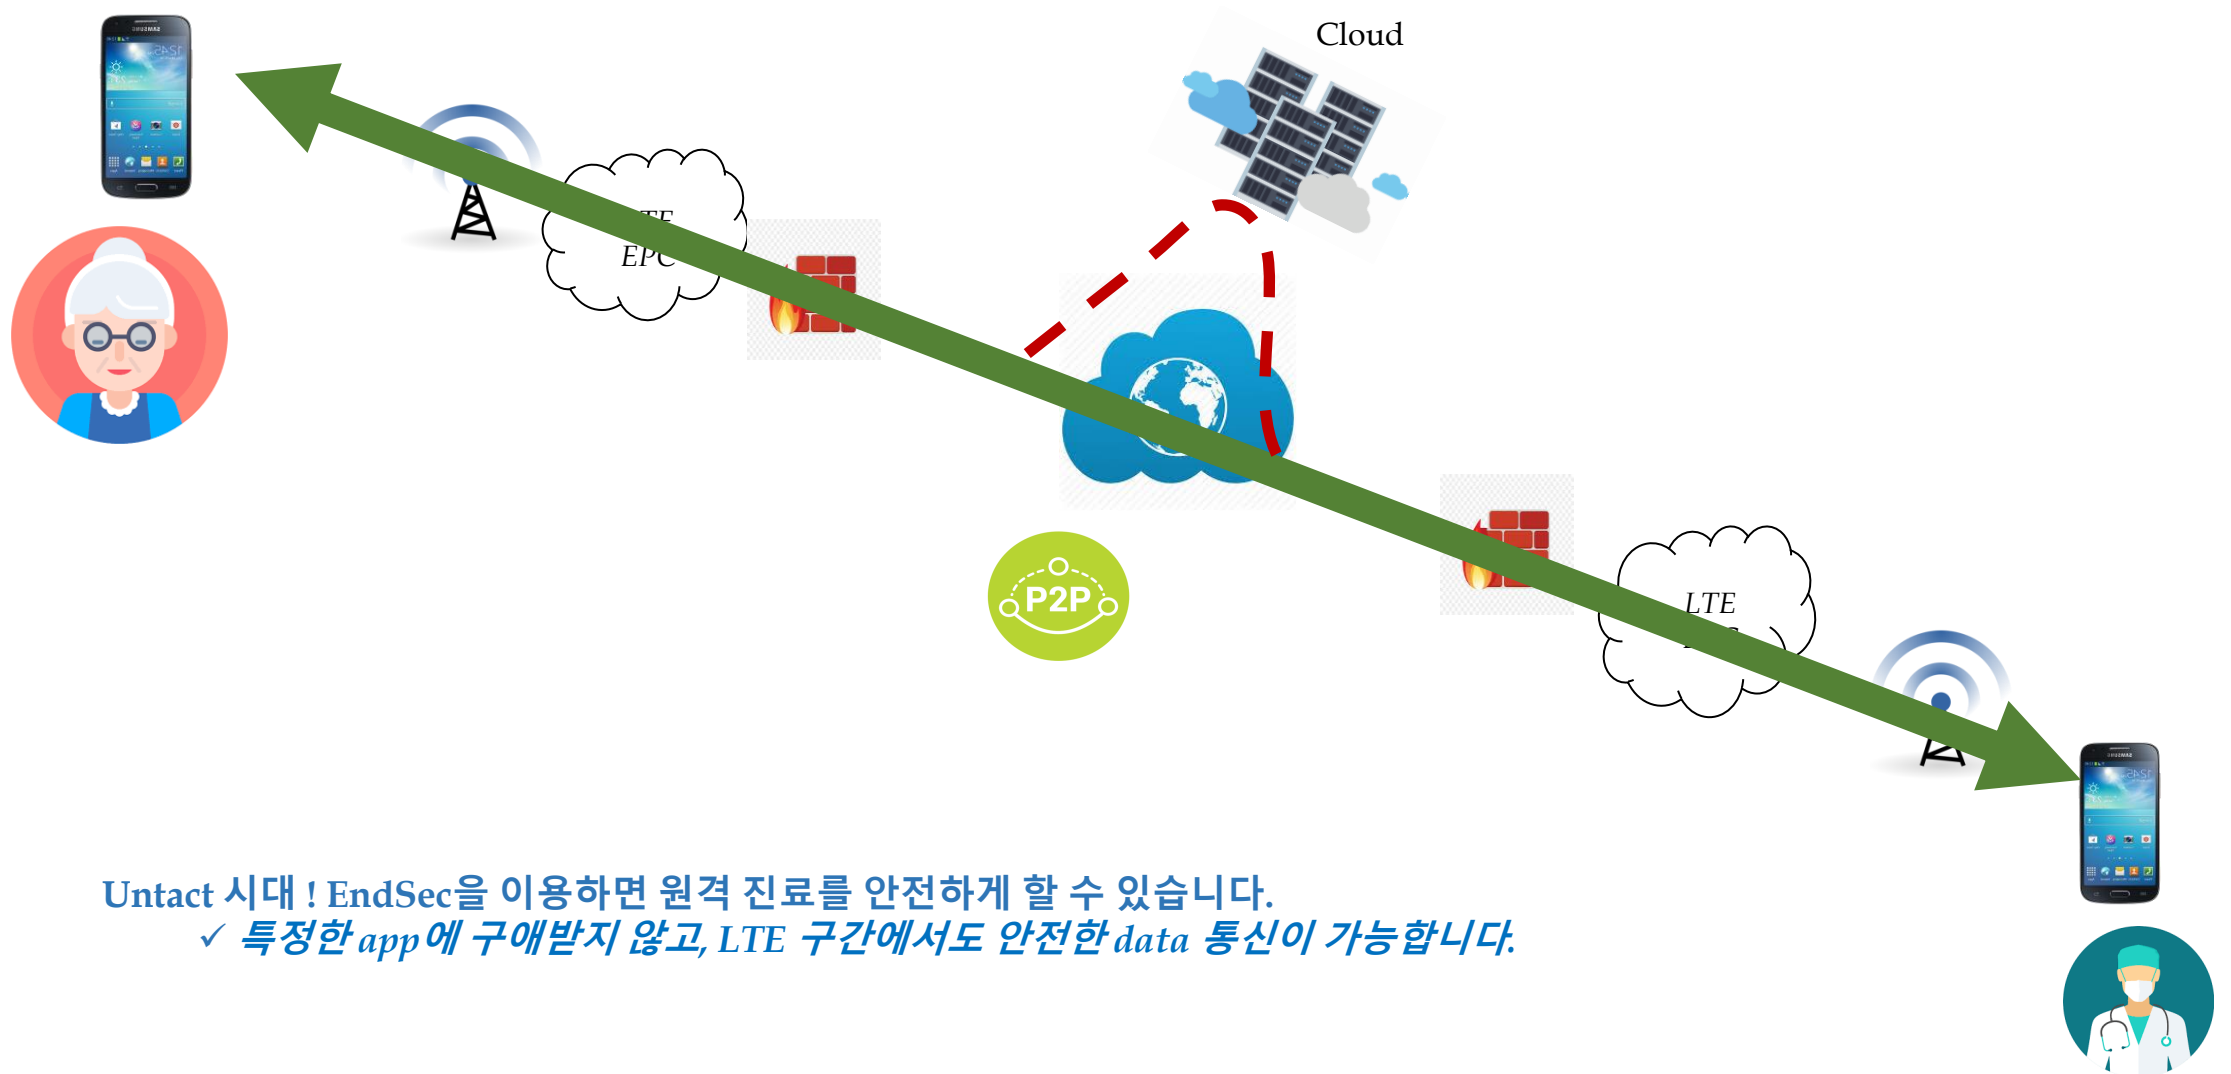 Cloud
EPC
P2P
LTE
Untact 시대 ! EndSec을 이용하면 원격 진료를 안전하게 할 수 있습니다.
✓ 특정한 app에 구애받지 않고, LTE 구간에서도 안전한 data 통신이 가능합니다.